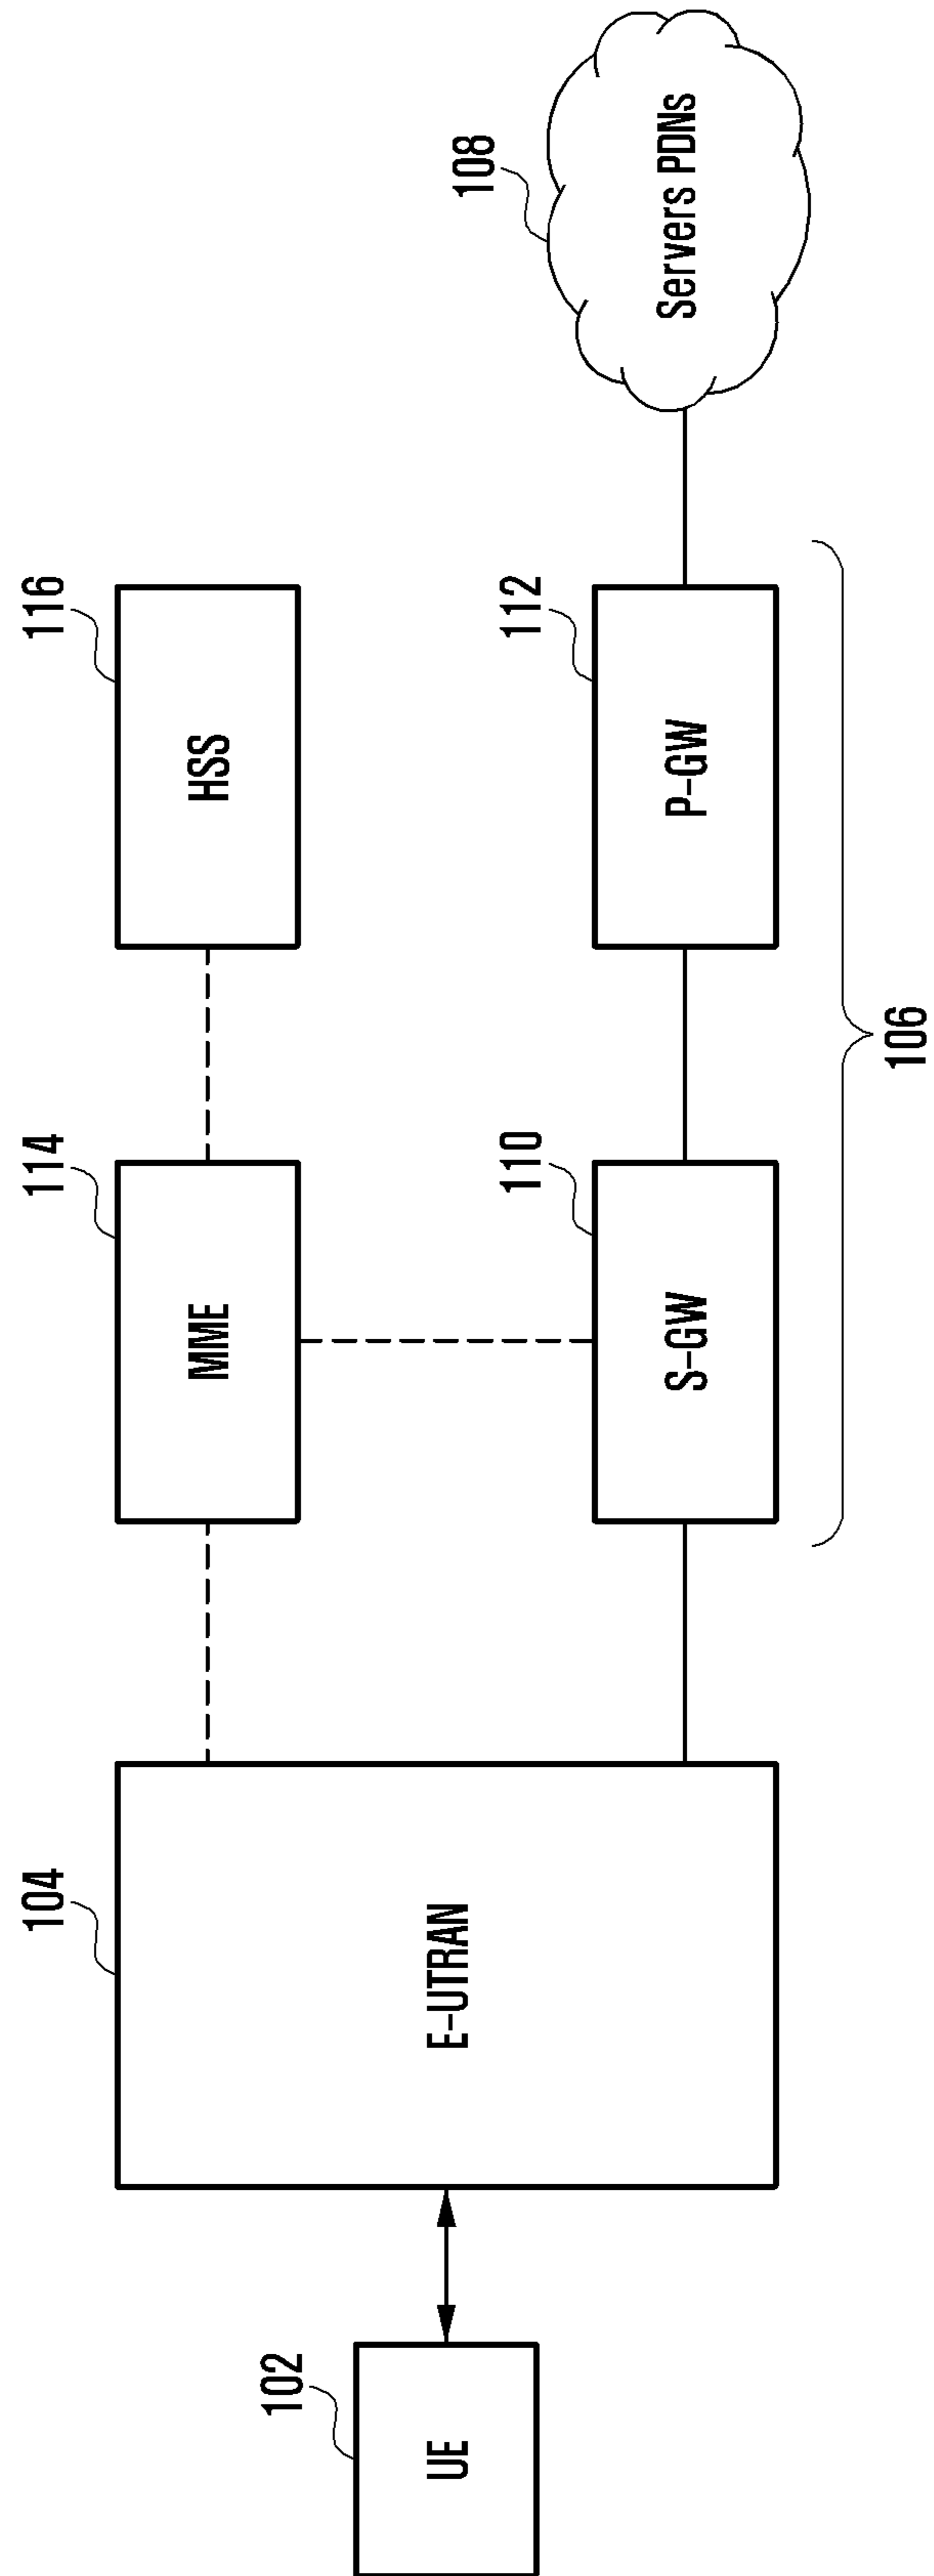 116
HSS
114
MME
104
E-UTRAN
102
UE
108
Servers PDNs
112
P-GW
110
S-GW
106